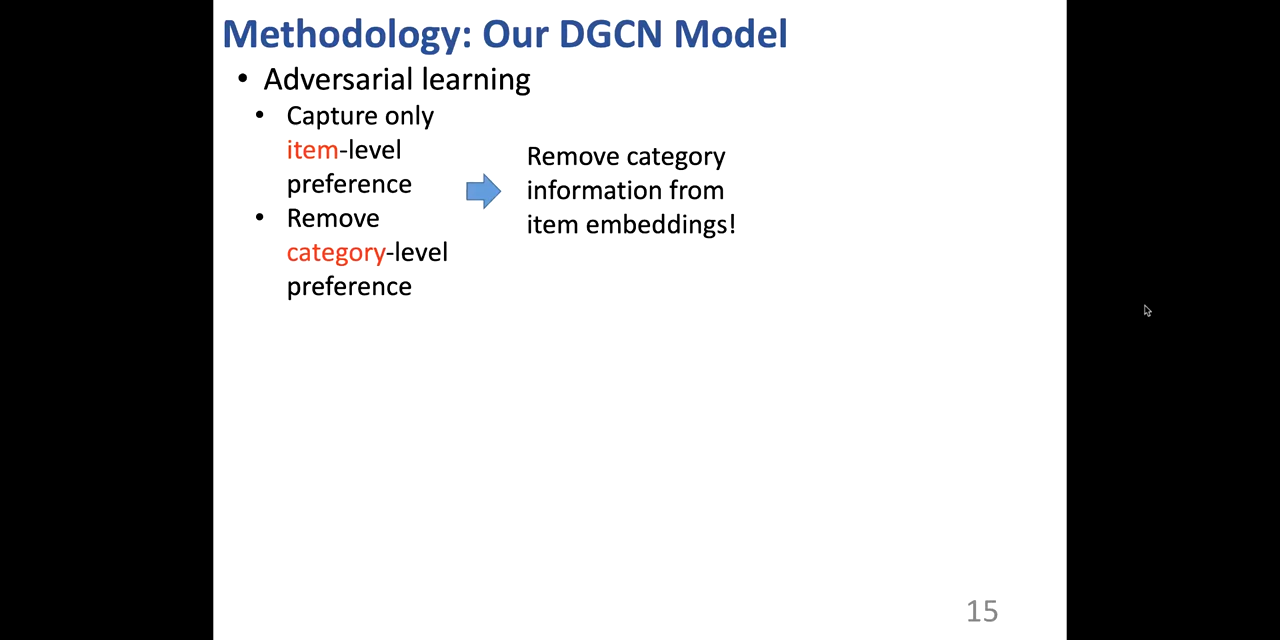 Methodology: Our DGCN Model
• Adversarial learning
• Capture only
item-level
preference
• Remove
category-level
preference
Remove category
information from
item embeddings!
15